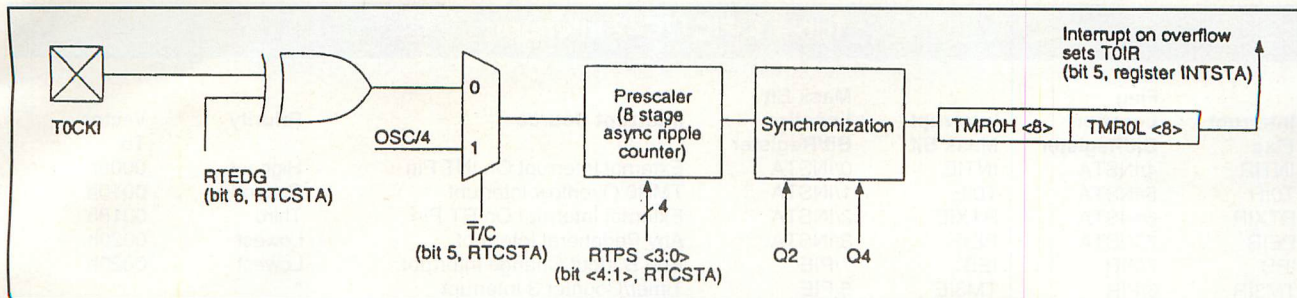 Interrupt on overflow
sets T0IR
(bit 5, register INTSTA)
T0CKI
RTEDG
(bit 6, RTCSTA)
OSC/4
0
1
T/C
(bit 5, RTCSTA)
Prescaler
(8 stage
async ripple
counter)
4
RTPS <3:0>
(bit <4:1>, RTCSTA)
Synchronization
Q2
Q4
TMR0H <8>
TMR0L <8>